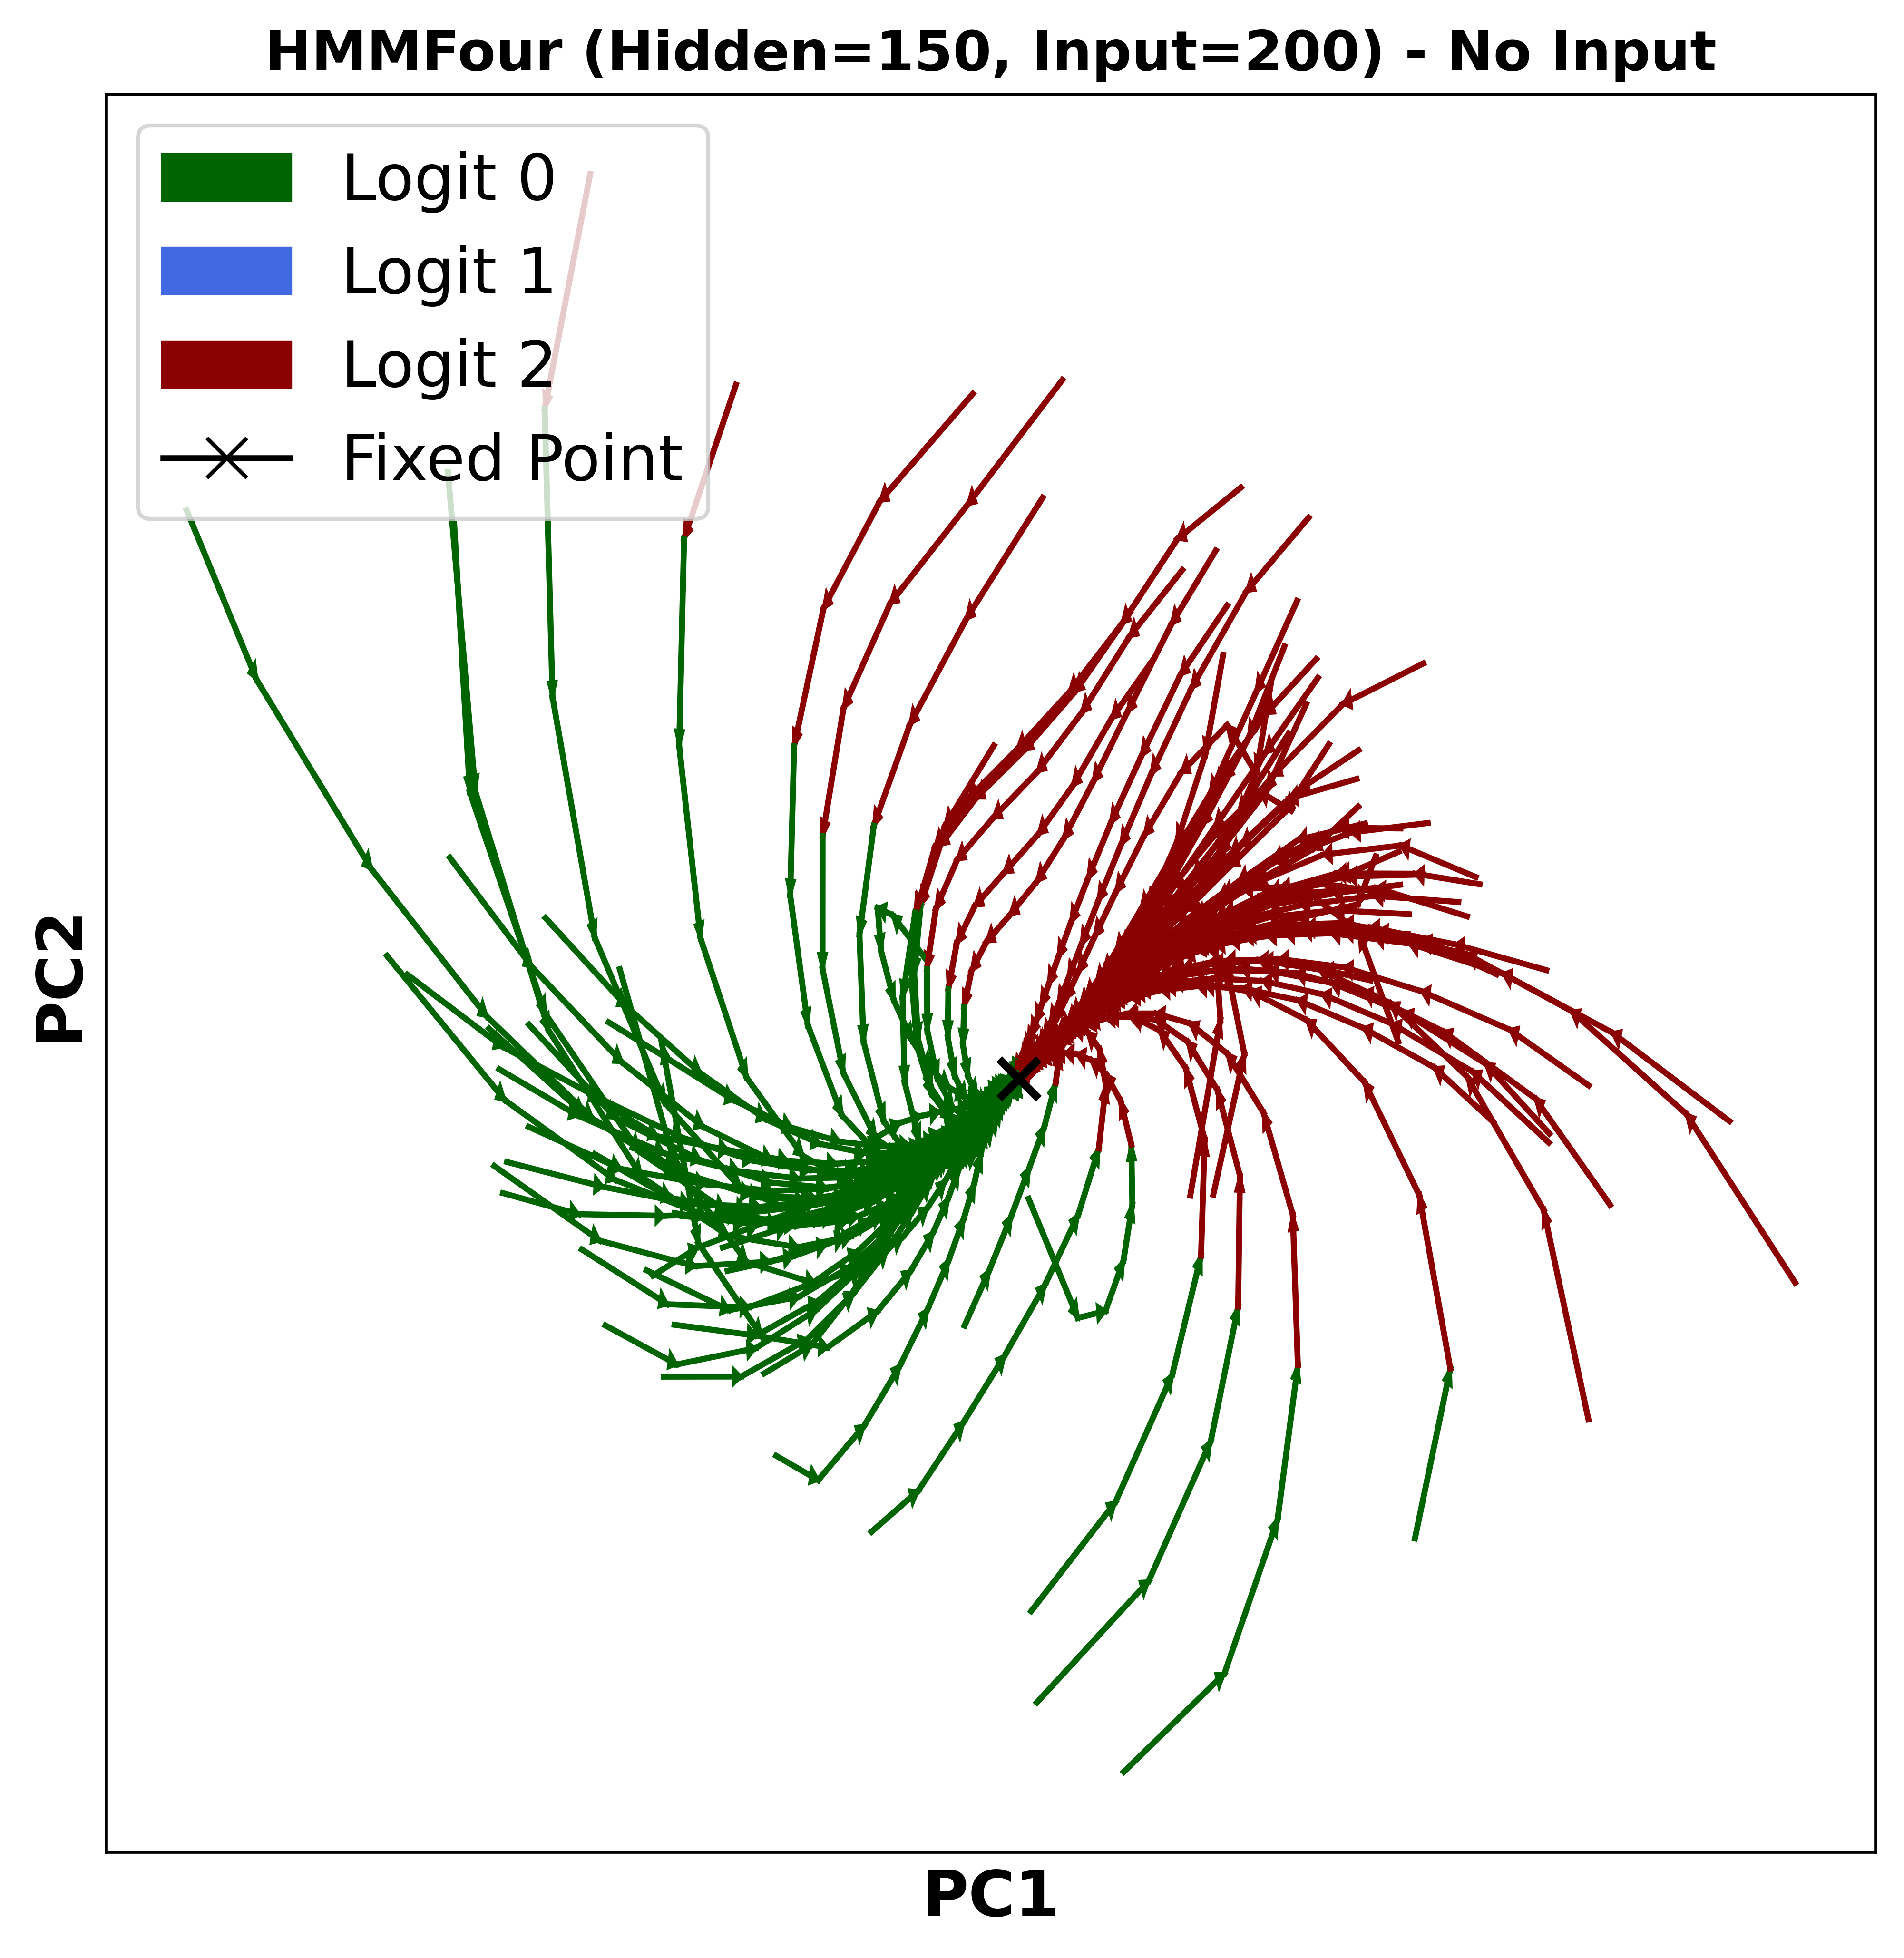 HMMFour (Hidden=150, Input=200) - No Input
Logit 0
Logit 1
Logit 2
Fixed Point
PC2
PC1